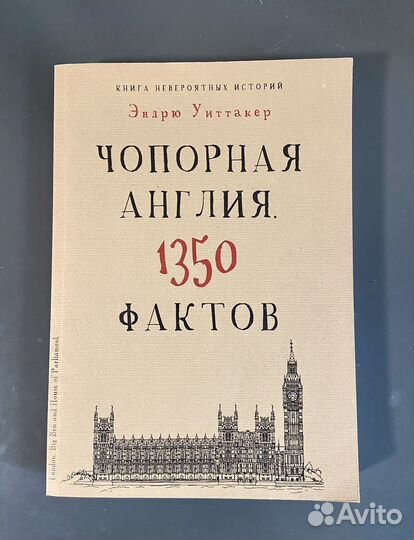 КНИГА НЕВЕРОЯТНЫХ ИСТОРИЙ
Эндрю Уиттакер
ЧОПОРНАЯ
АНГЛИЯ.
1350
ФАКТОВ
London, Big Ben and House of Parliament
Avito